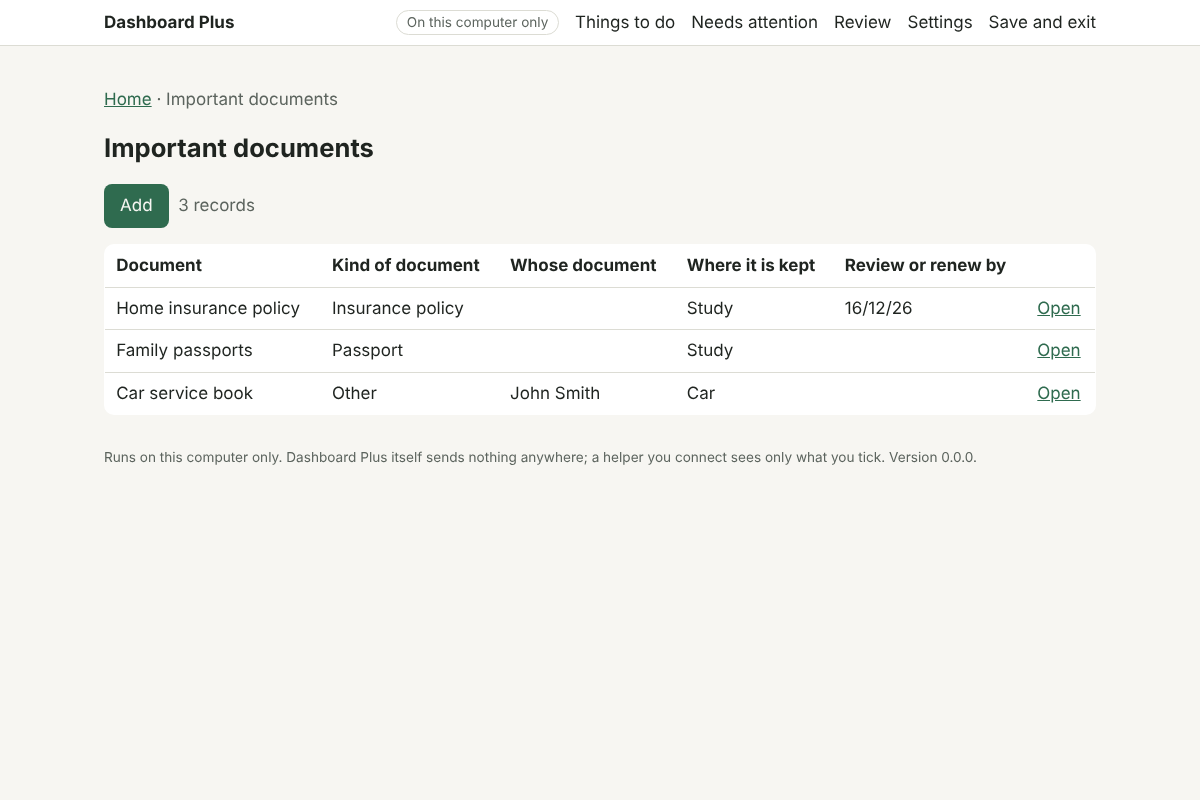 Dashboard Plus On this computer only Things to do Needs attention Review Settings Save and exit
Home · Important documents
Important documents
Add 3 records
Document Kind of document Whose document Where it is kept Review or renew by
Home insurance policy Insurance policy Study 16/12/26 Open
Family passports Passport Study Open
Car service book Other John Smith Car Open
Runs on this computer only. Dashboard Plus itself sends nothing anywhere; a helper you connect sees only what you tick. Version 0.0.0.